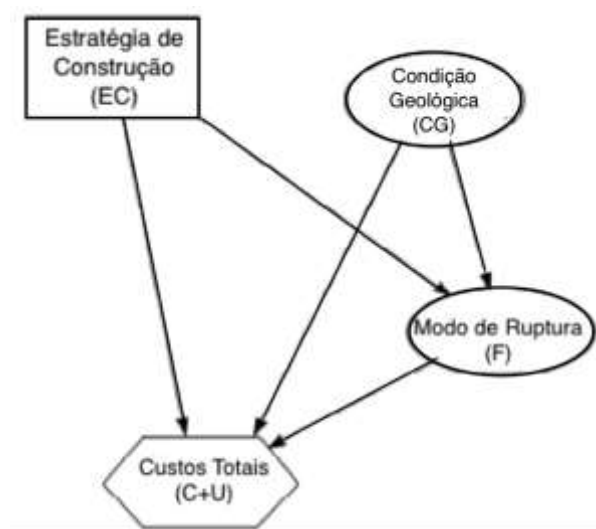 Estratégia de
Construção
(EC)
Condição
Geológica
(CG)
Modo de Ruptura
(F)
Custos Totais
(C+U)